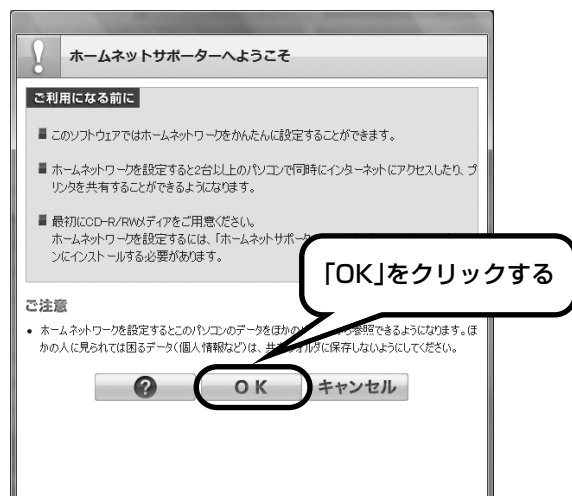 ホームネットサポーターへようこそ
ご利用になる前に
このソフトウェアではホームネットワークをかんたんに設定することができます。
ホームネットワークを設定すると2台以上のパソコンで同時にインターネットにアクセスしたり、プ
リンタを共有することができるようになります。
最初にCD-R/RWメディアをご用意ください。
ホームネットワークを設定するには、「ホームネットサポー
ンにインストールする必要があります。
「OK」をクリックする
ご注意
• ホームネットワークを設定するとこのパソコンのデータをほかの から参照できるようになります。ほ
かの人に見られては困るデータ(個人情報など)は、共 フォルダに保存しないようにしてください。
? OK キャンセル